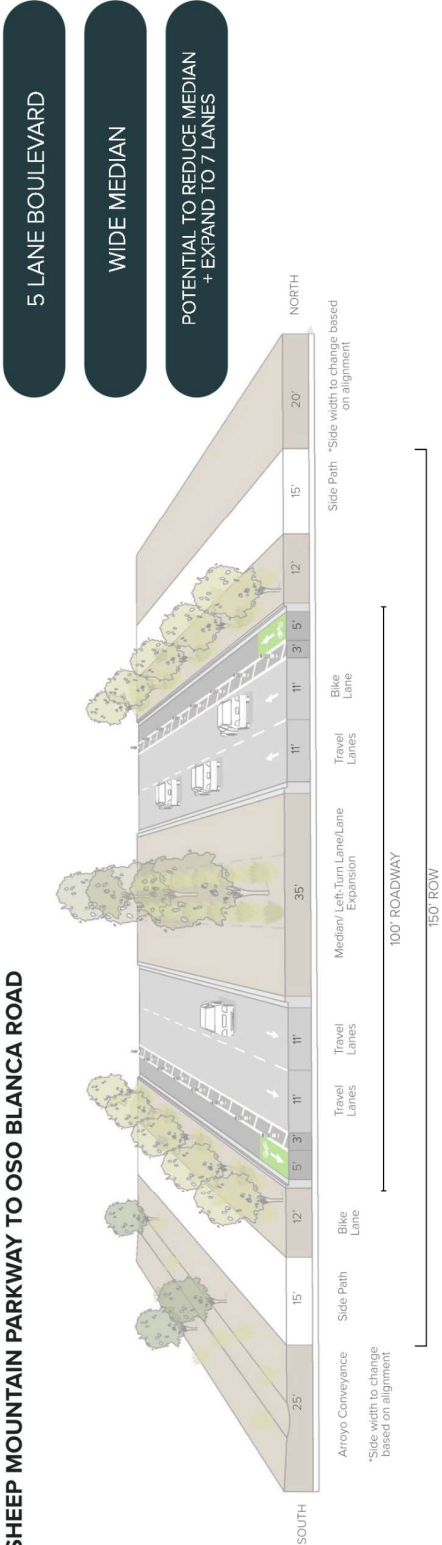 SHEEP MOUNTAIN PARKWAY TO OSO BLANCA ROAD
5 LANE BOULEVARD
WIDE MEDIAN
POTENTIAL TO REDUCE MEDIAN
+ EXPAND TO 7 LANES
SOUTH
25'
15'
12'
5'
3'
11'
11'
35'
11'
11'
3'
5'
12'
15'
20'
NORTH
Arroyo Conveyance
*Side width to change
based on alignment
Side Path
Bike
Lane
Travel
Lanes
Travel
Lanes
Median/ Left-Turn Lane/Lane
Expansion
Travel
Lanes
Bike
Lane
Side Path
*Side width to change based
on alignment
100' ROADWAY
150' ROW